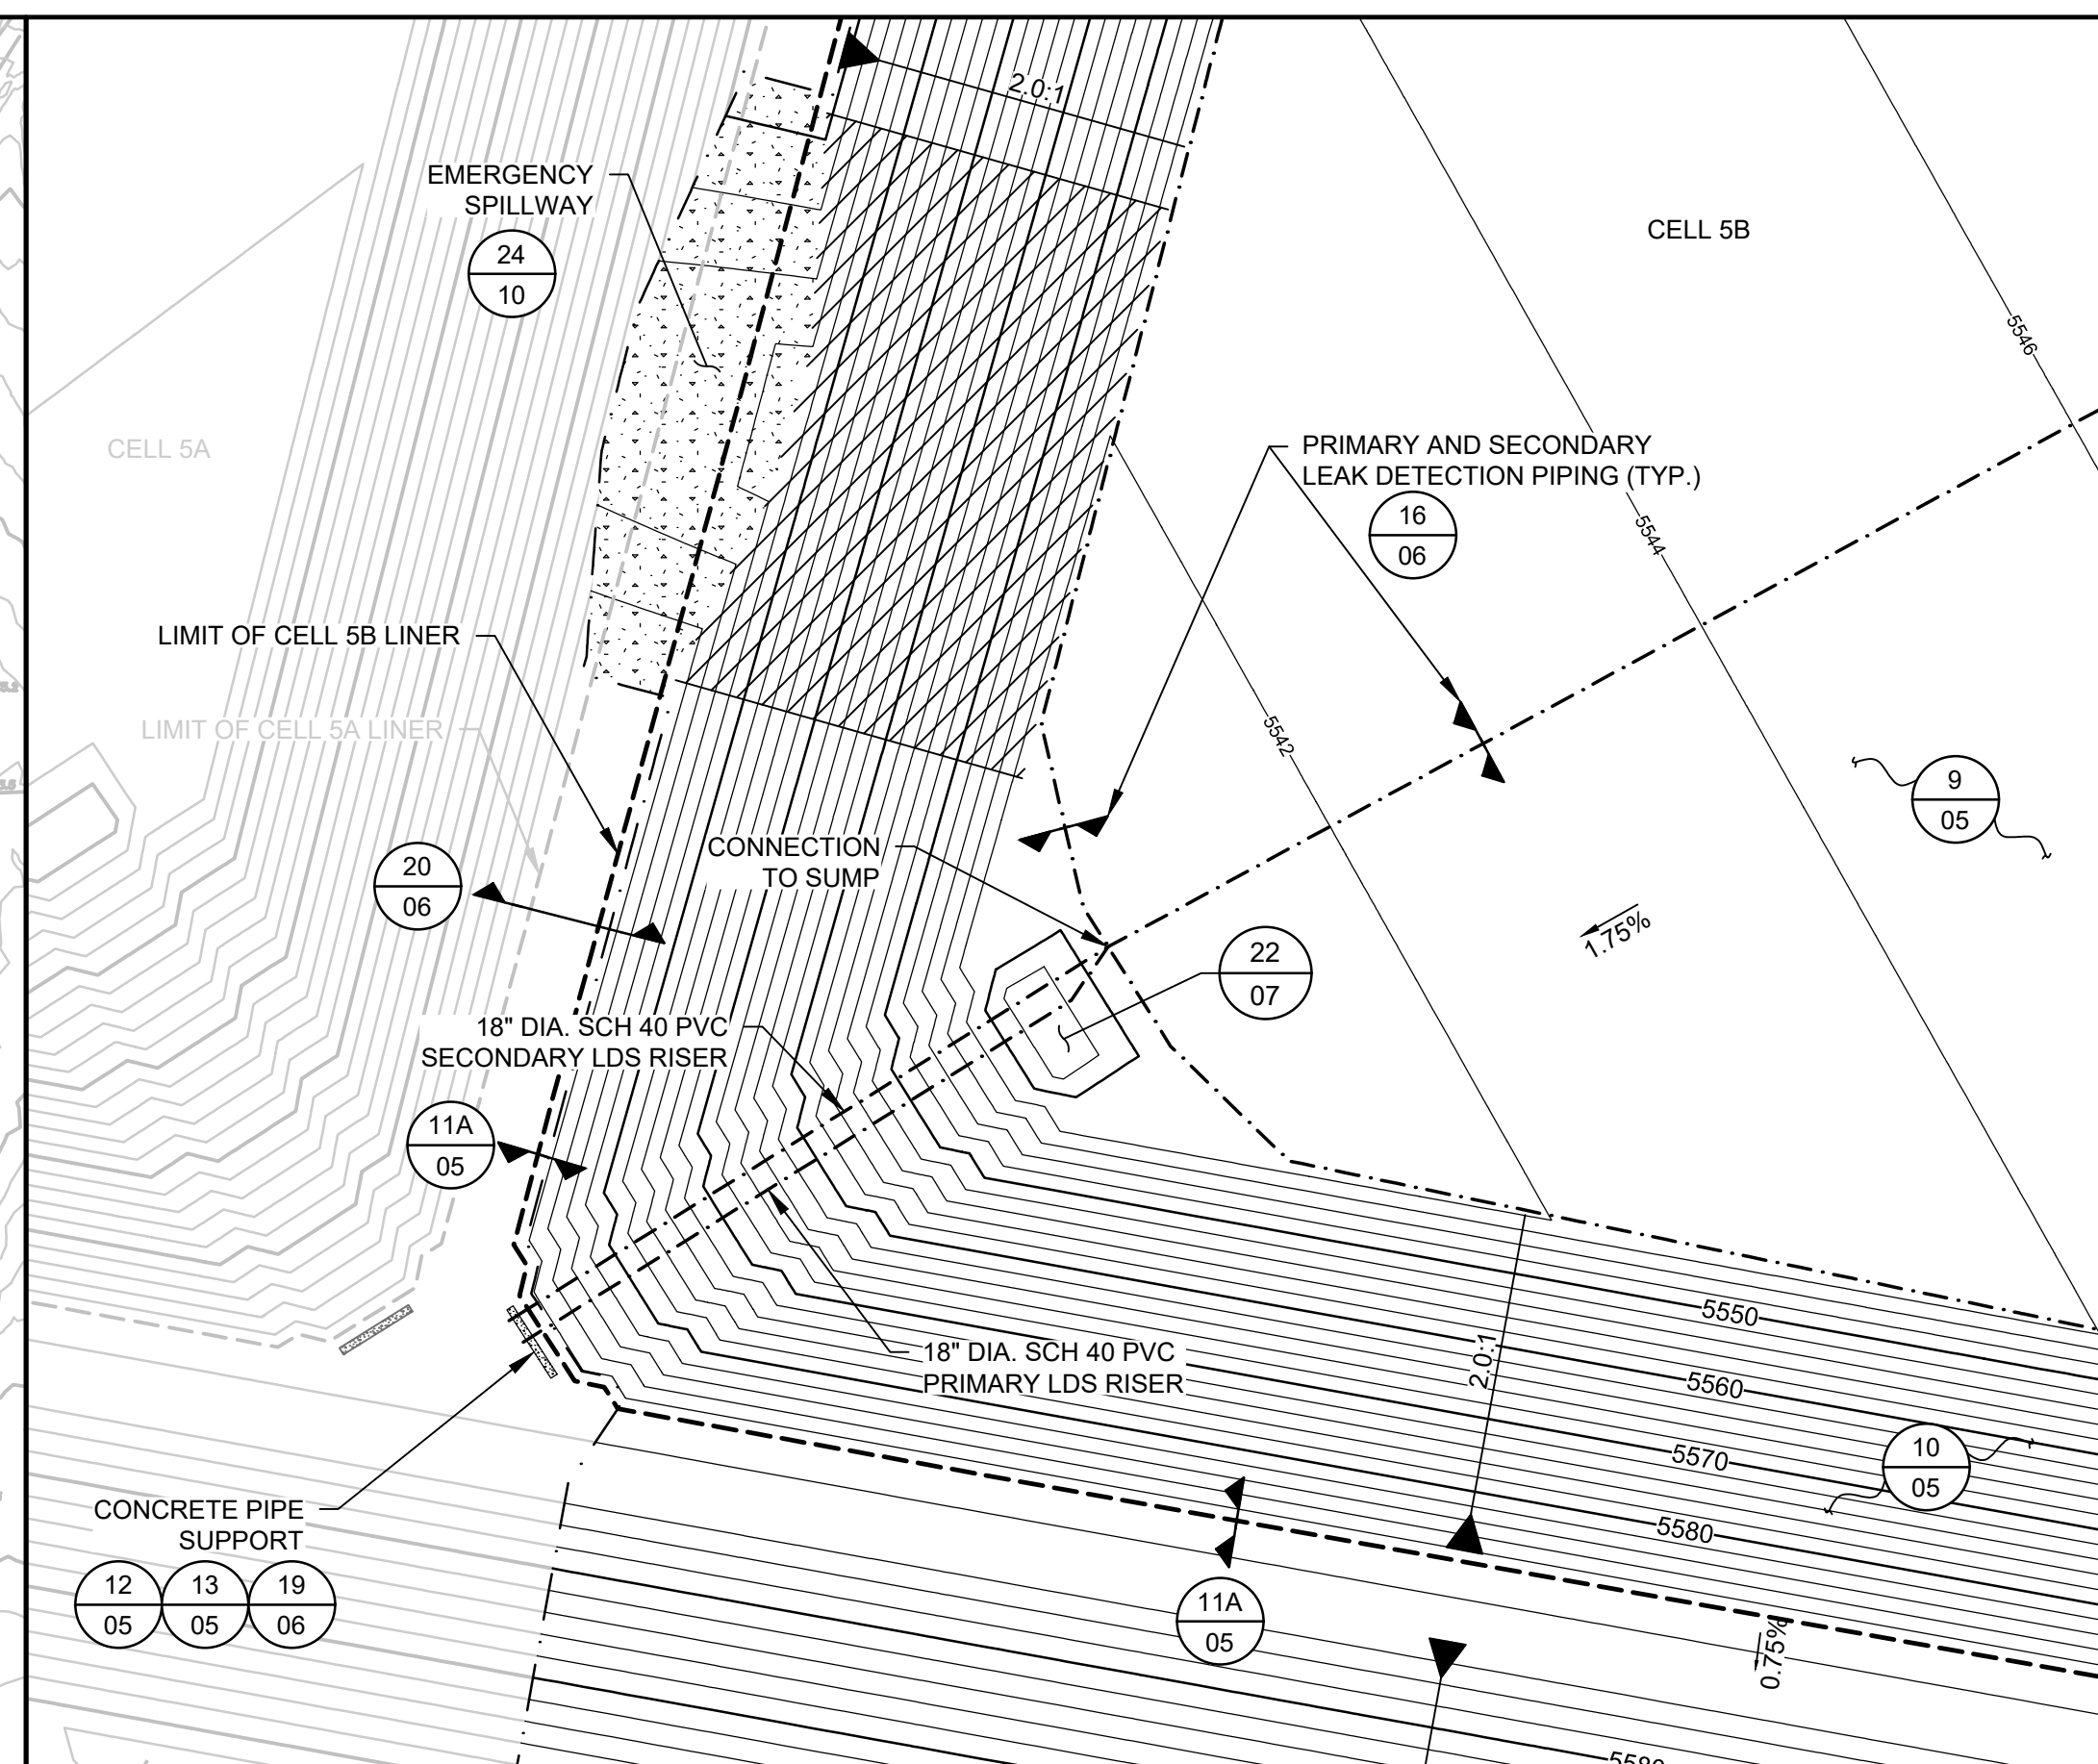 2.0:1
EMERGENCY
SPILLWAY
24
10
CELL 5B
5546
CELL 5A
PRIMARY AND SECONDARY
LEAK DETECTION PIPING (TYP.)
16
06
5544
LIMIT OF CELL 5B LINER
LIMIT OF CELL 5A LINER
5542
9
05
CONNECTION
TO SUMP
20
06
1.75%
22
07
18" DIA. SCH 40 PVC
SECONDARY LDS RISER
11A
05
5550
18" DIA. SCH 40 PVC
PRIMARY LDS RISER
2.0:1
5560
5570
10
05
CONCRETE PIPE
SUPPORT
12
05
13
05
19
06
5580
11A
05
0.75%